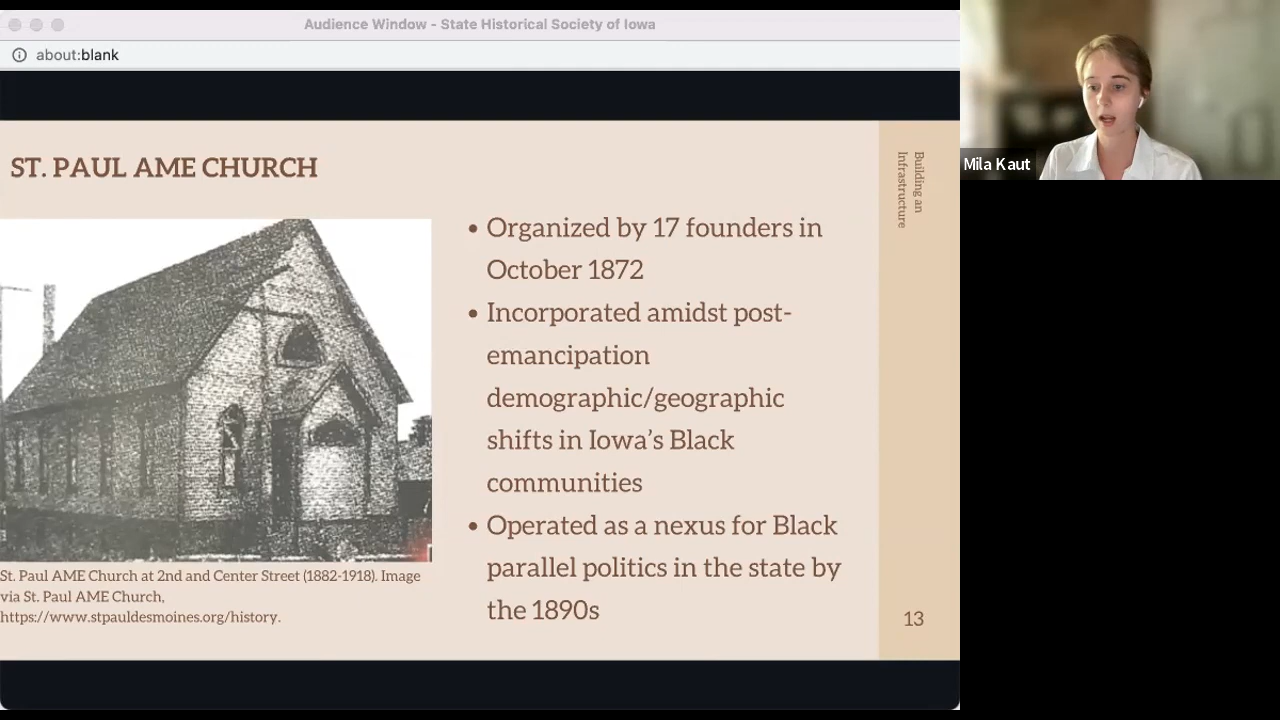 Audience Window - State Historical Society of Iowa
about:blank
ST. PAUL AME CHURCH
• Organized by 17 founders in
October 1872
• Incorporated amidst post-
emancipation
demographic/geographic
shifts in Iowa's Black
communities
• Operated as a nexus for Black
parallel politics in the state by
the 1890s
St. Paul AME Church at 2nd and Center Street (1882-1918). Image
via St. Paul AME Church,
https://www.stpauldesmoines.org/history.
Building an
Infrastructure
13
Mila Kaut